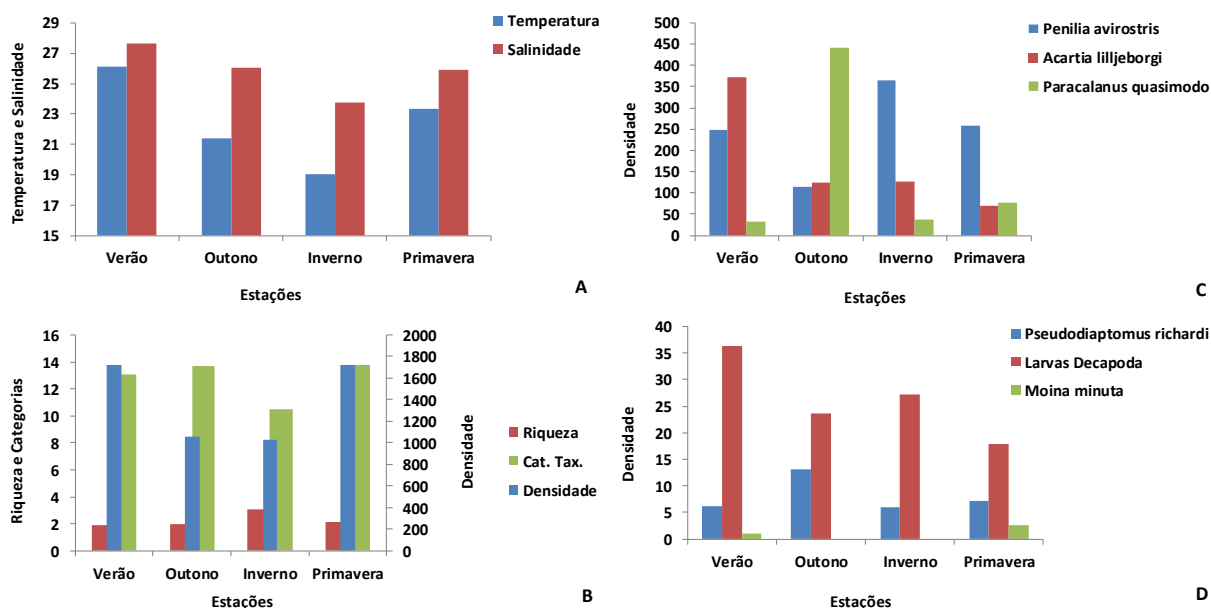 Temperatura e Salinidade
29
27
25
23
21
19
17
15
Verão Outono Inverno Primavera
Estações
Temperatura
Salinidade
A
Densidade
500
450
400
350
300
250
200
150
100
50
0
Verão Outono Inverno Primavera
Estações
Penilia avirostris
Acartia lilljeborgi
Paracalanus quasimodo
C
Riqueza e Categorias
16
14
12
10
8
6
4
2
0
Verão Outono Inverno Primavera
Estações
2000
1800
1600
1400
1200
1000
800
600
400
200
0
Densidade
Riqueza
Cat. Tax.
Densidade
B
Densidade
40
35
30
25
20
15
10
5
0
Verão Outono Inverno Primavera
Estações
Pseudodiaptomus richardi
Larvas Decapoda
Moina minuta
D